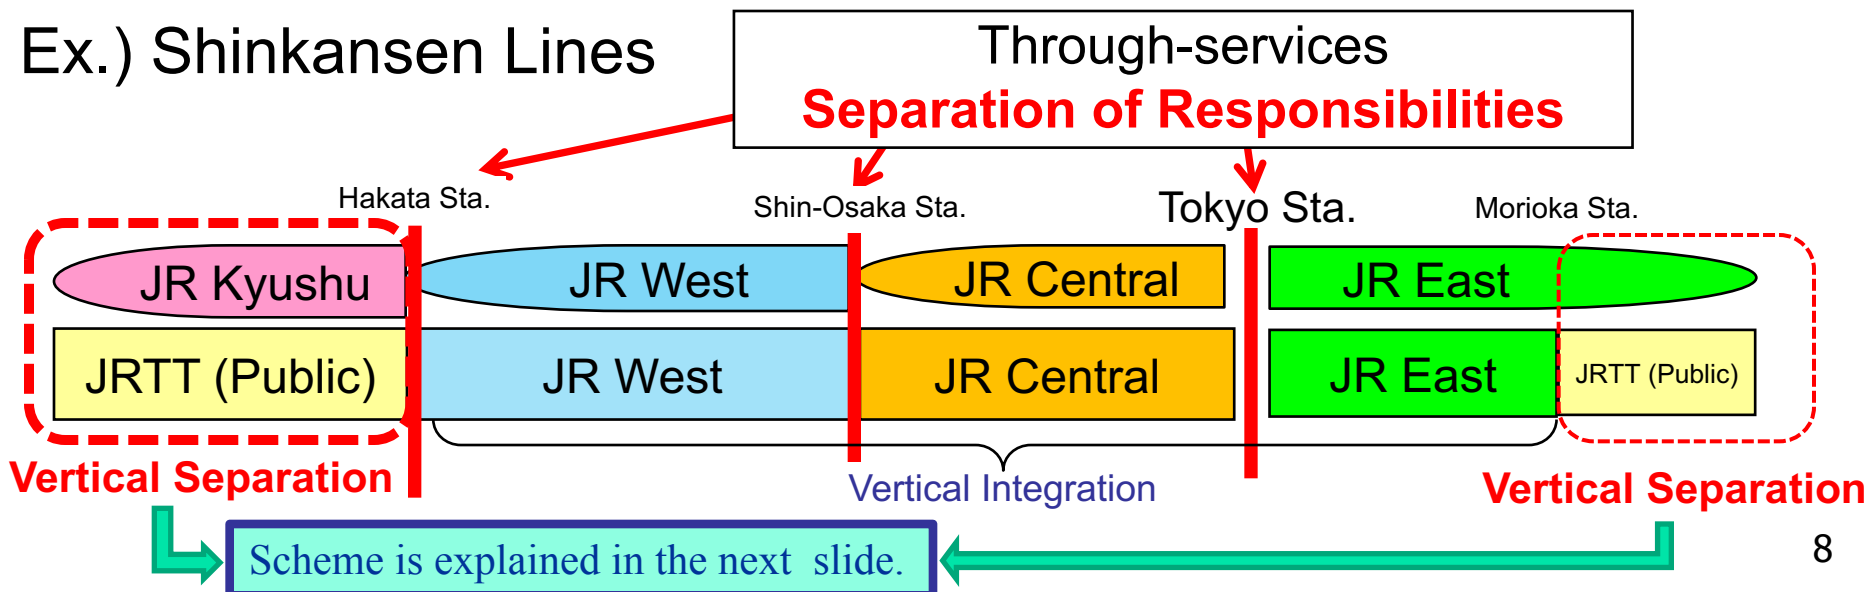 Ex.) Shinkansen Lines
Through-services
Separation of Responsibilities
Hakata Sta.
Shin-Osaka Sta.
Tokyo Sta.
Morioka Sta.
JR Kyushu
JR West
JR Central
JR East
JRTT (Public)
JR West
JR Central
JR East
JRTT (Public)
Vertical Separation
Vertical Integration
Vertical Separation
Scheme is explained in the next slide.
8